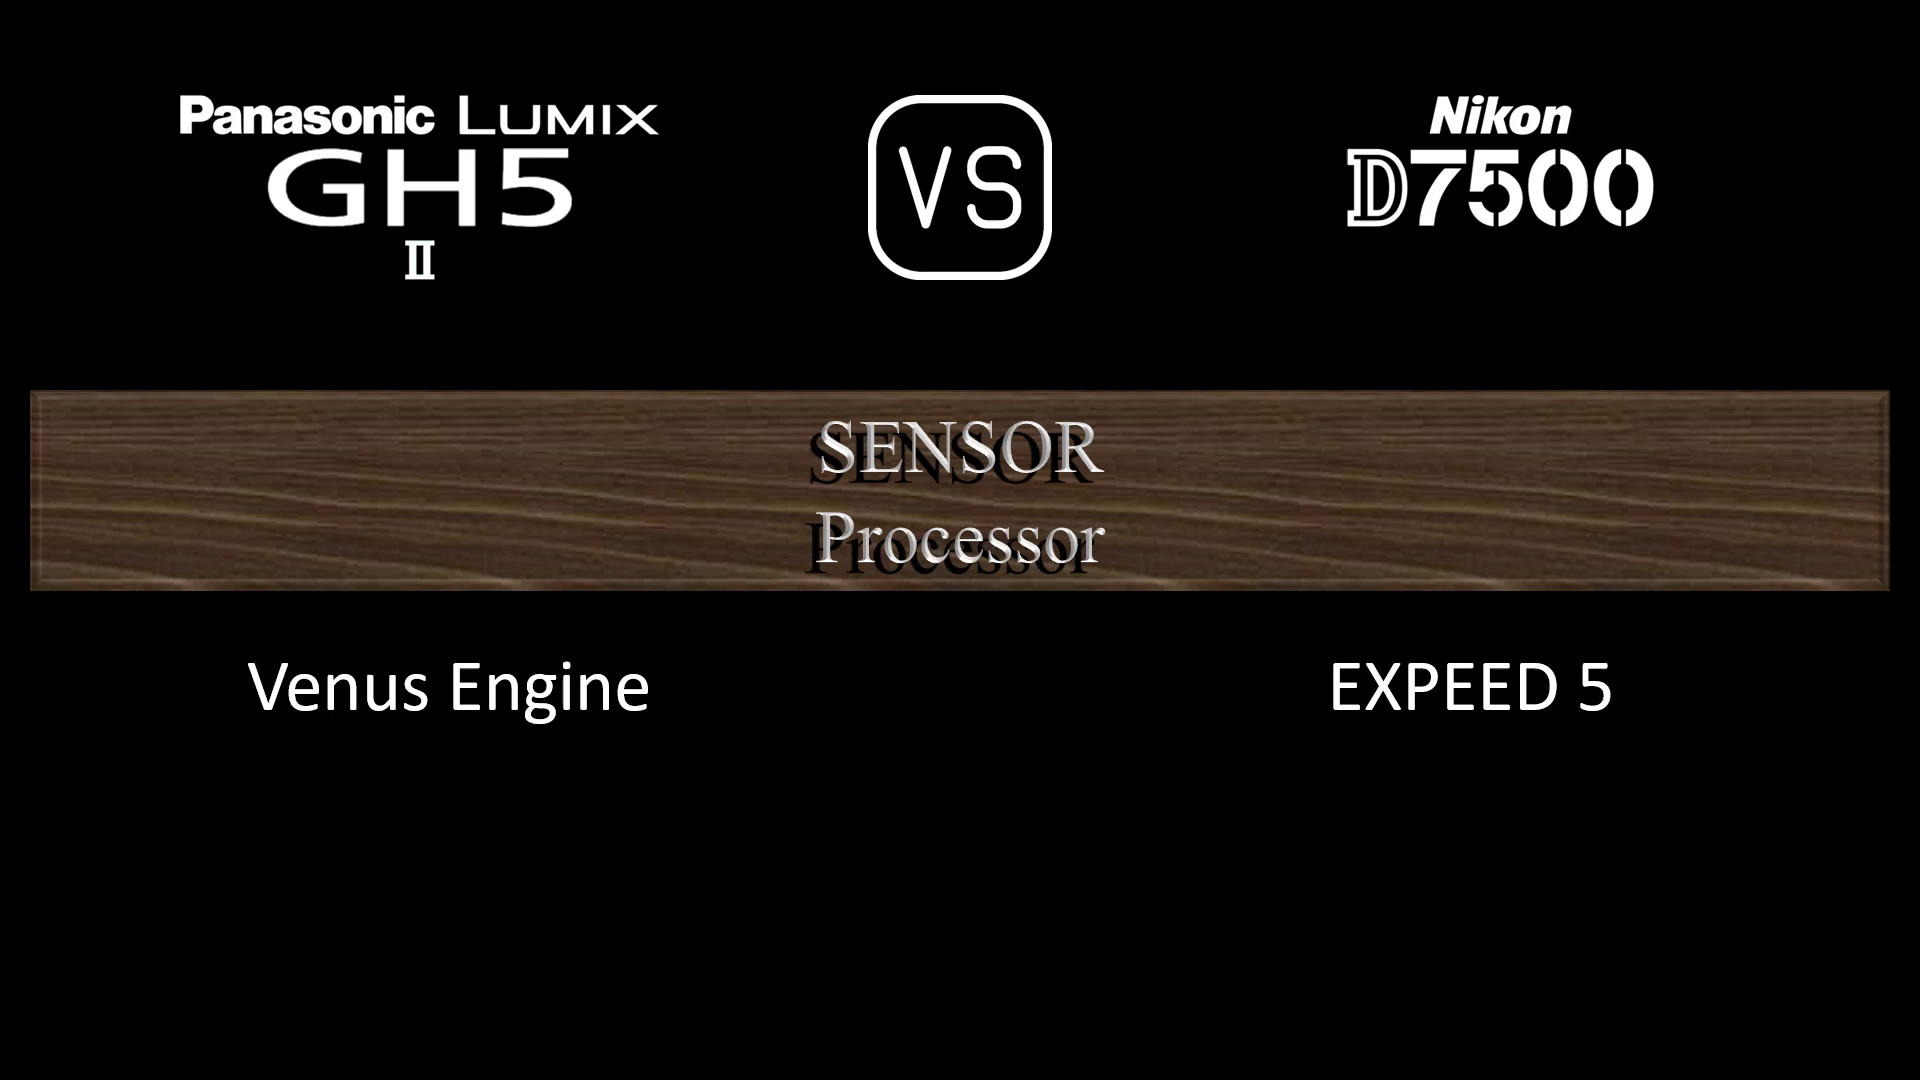 Panasonic LUMIX
GH5
II
VS
Nikon
D7500
SENSOR
Processor
Venus Engine
EXPEED 5